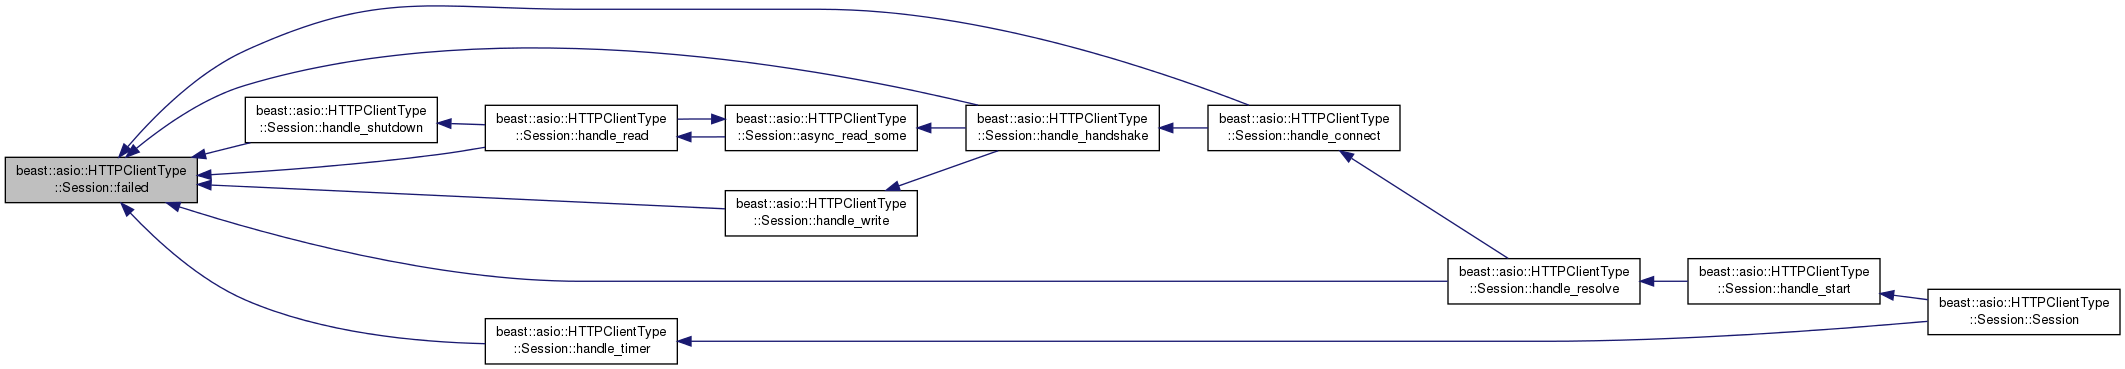 beast::asio::HTTPClientType
::Session::failed
beast::asio::HTTPClientType
::Session::handle_shutdown
beast::asio::HTTPClientType
::Session::handle_read
beast::asio::HTTPClientType
::Session::async_read_some
beast::asio::HTTPClientType
::Session::handle_handshake
beast::asio::HTTPClientType
::Session::handle_connect
beast::asio::HTTPClientType
::Session::handle_write
beast::asio::HTTPClientType
::Session::handle_resolve
beast::asio::HTTPClientType
::Session::handle_start
beast::asio::HTTPClientType
::Session::Session
beast::asio::HTTPClientType
::Session::handle_timer